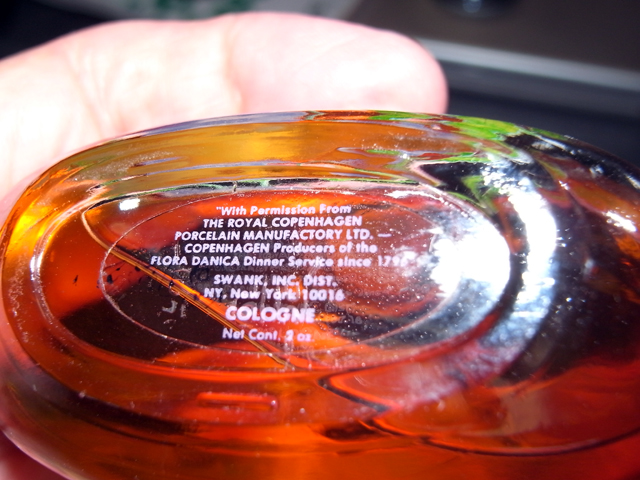 "With Permission From
THE ROYAL COPENHAGEN
PORCELAIN MANUFACTORY LTD. —
COPENHAGEN Producers of the
FLORA DANICA Dinner Service since
SWANK, INC. DIST.
NY, New York 10016
COLOGNE
Net Cont. 2 oz